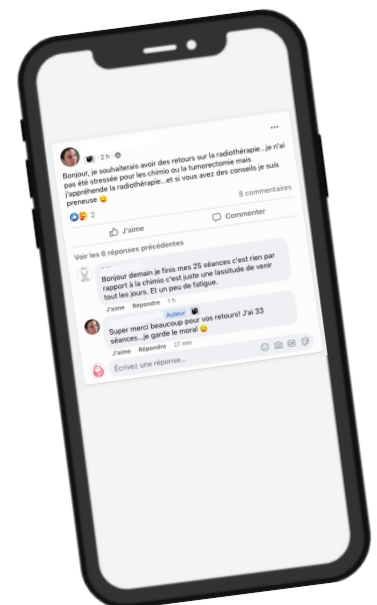 2 h
Bonjour, je souhaiterais avoir des retours sur la radiothérapie...je n'ai
pas été stressée pour les chimio ou la tumorectomie mais
j'appréhende la radiothérapie...et si vous avez des conseils je suis
preneuse 😄
2
8 commentaires
J'aime
Commenter
Voir les 6 réponses précédentes
Bonjour demain je finis mes 25 séances c'est rien par
rapport à la chimio c'est juste une lassitude de venir
tout les jours. Et un peu de fatigue.
J'aime Répondre 1 h
Auteur
Super merci beaucoup pour vos retours! J'ai 33
séances...je garde le moral 😄
J'aime Répondre 27 min
Écrivez une réponse...